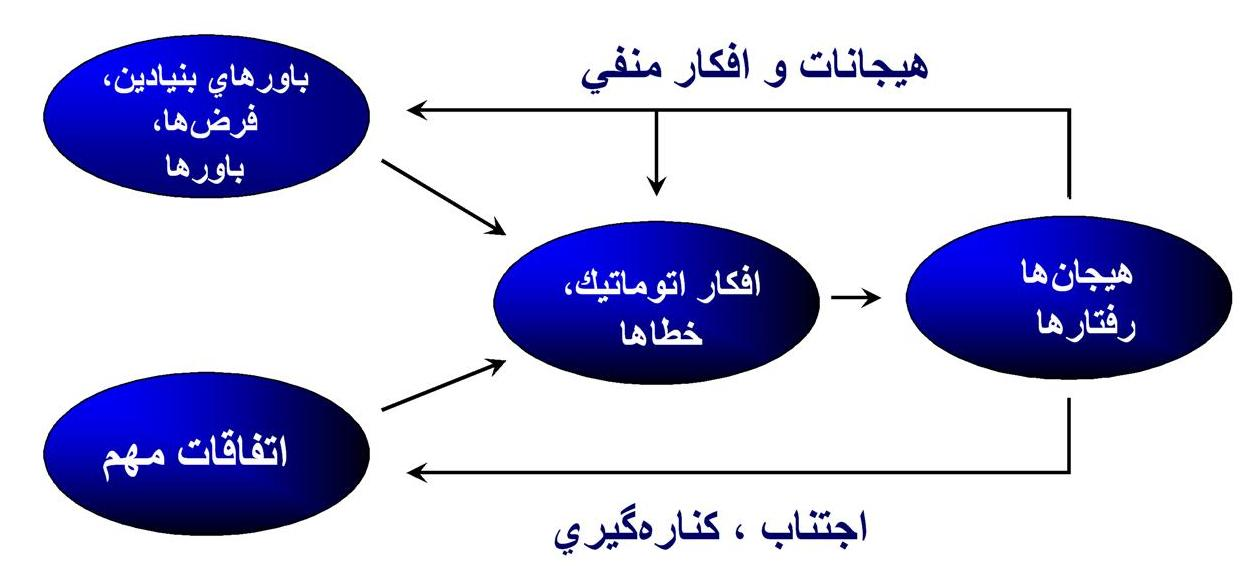 هيجانات و افكار منفي
باورهاي بنيادين،
فرض‌ها،
باورها
هيجان‌ها
رفتارها
افكار اتوماتيك،
خطاها
اتفاقات مهم
اجتناب ، كناره‌گيري